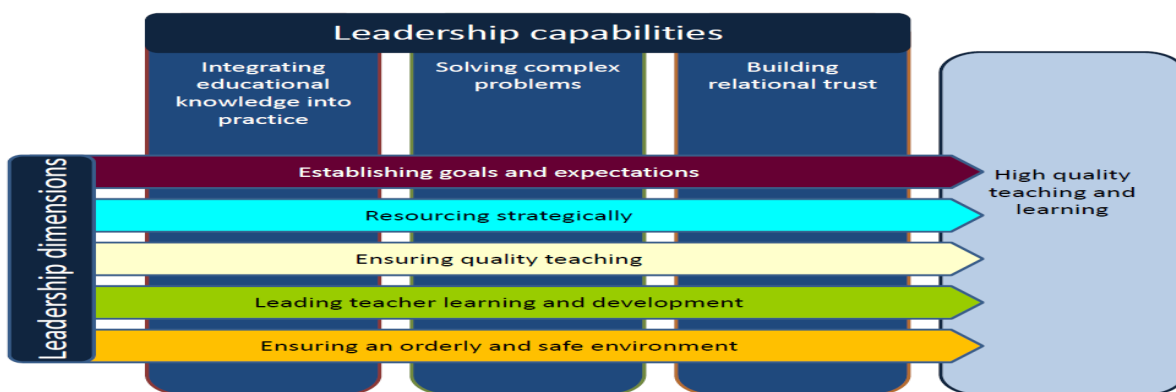 Leadership capabilities
Integrating
educational
knowledge into
practice
Solving complex
problems
Building
relational trust
Leadership dimensions
Establishing goals and expectations
Resourcing strategically
Ensuring quality teaching
Leading teacher learning and development
Ensuring an orderly and safe environment
High quality
teaching and
learning